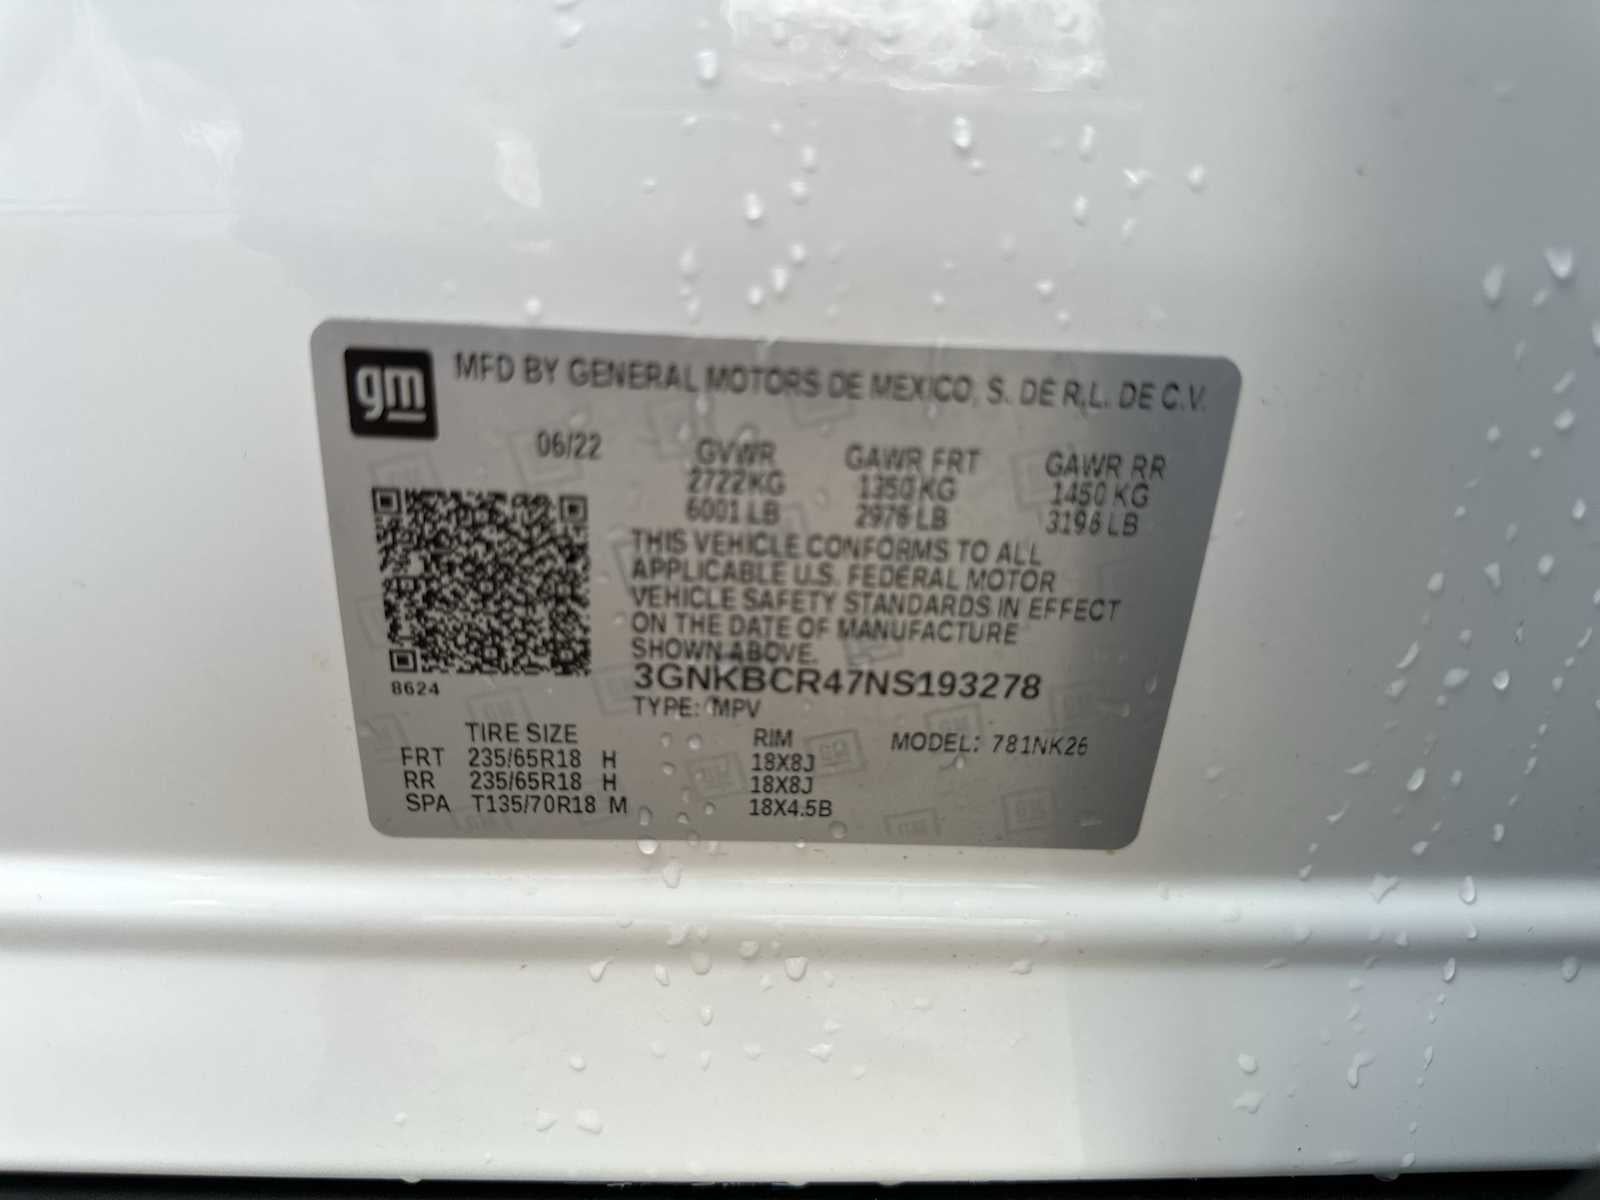 gm MFD BY GENERAL MOTORS DE MEXICO, S. DE R.L. DE C.V.
06/22 GVWR GAWR FRT GAWR RR
2722KG 1350 KG 1450 KG
6001 LB 2976 LB 3196 LB
THIS VEHICLE CONFORMS TO ALL
APPLICABLE U.S. FEDERAL MOTOR
VEHICLE SAFETY STANDARDS IN EFFECT
ON THE DATE OF MANUFACTURE
SHOWN ABOVE.
3GNKBCR47NS193278
8624
TYPE: MPV
TIRE SIZE RIM MODEL: 781NK26
FRT 235/65R18 H 18X8J
RR 235/65R18 H 18X8J
SPA T135/70R18 M 18X4.5B